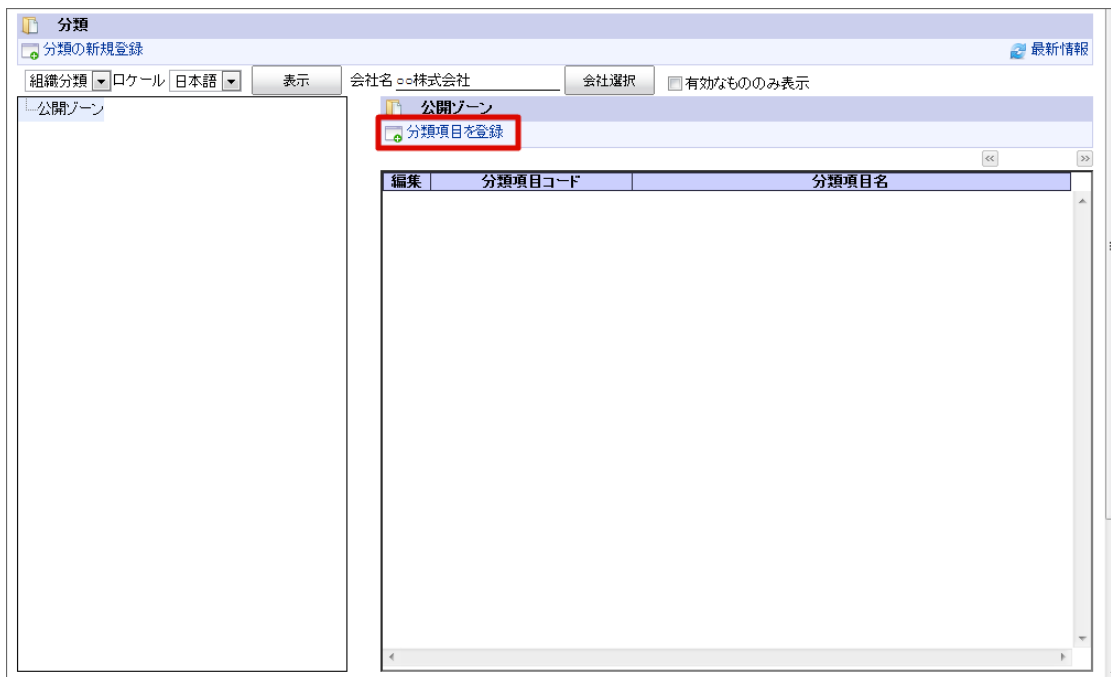 分類
分類の新規登録 最新情報
組織分類 ロケール 日本語 表示 会社名 ○○株式会社 会社選択 有効なもののみ表示
公開ゾーン
公開ゾーン
分類項目を登録
<< >>
編集 分類項目コード 分類項目名